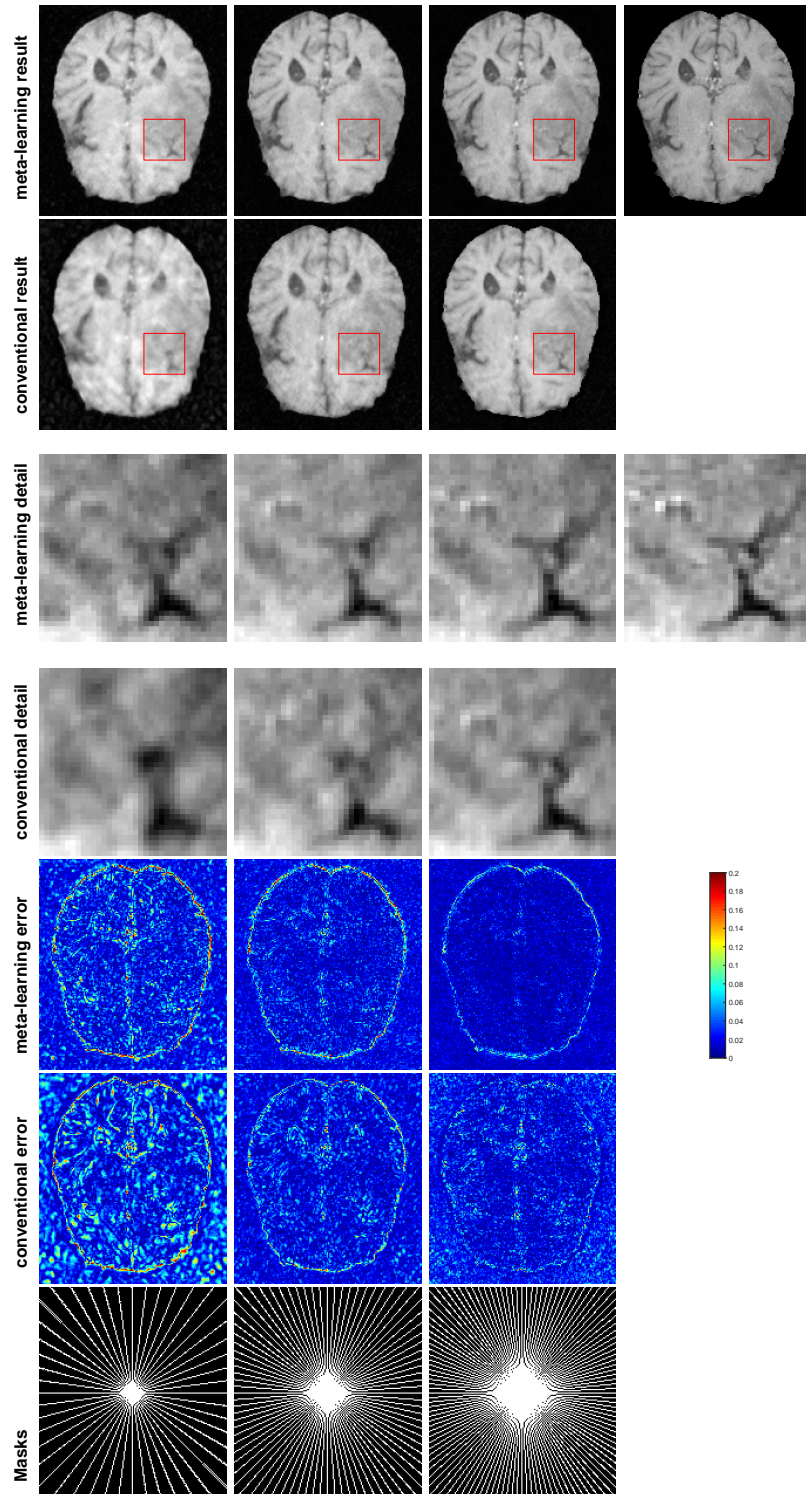 meta-learning result
conventional result
meta-learning detail
conventional detail
meta-learning error
0.2
0.18
0.16
0.14
0.12
0.1
0.08
0.06
0.04
0.02
0
conventional error
Masks